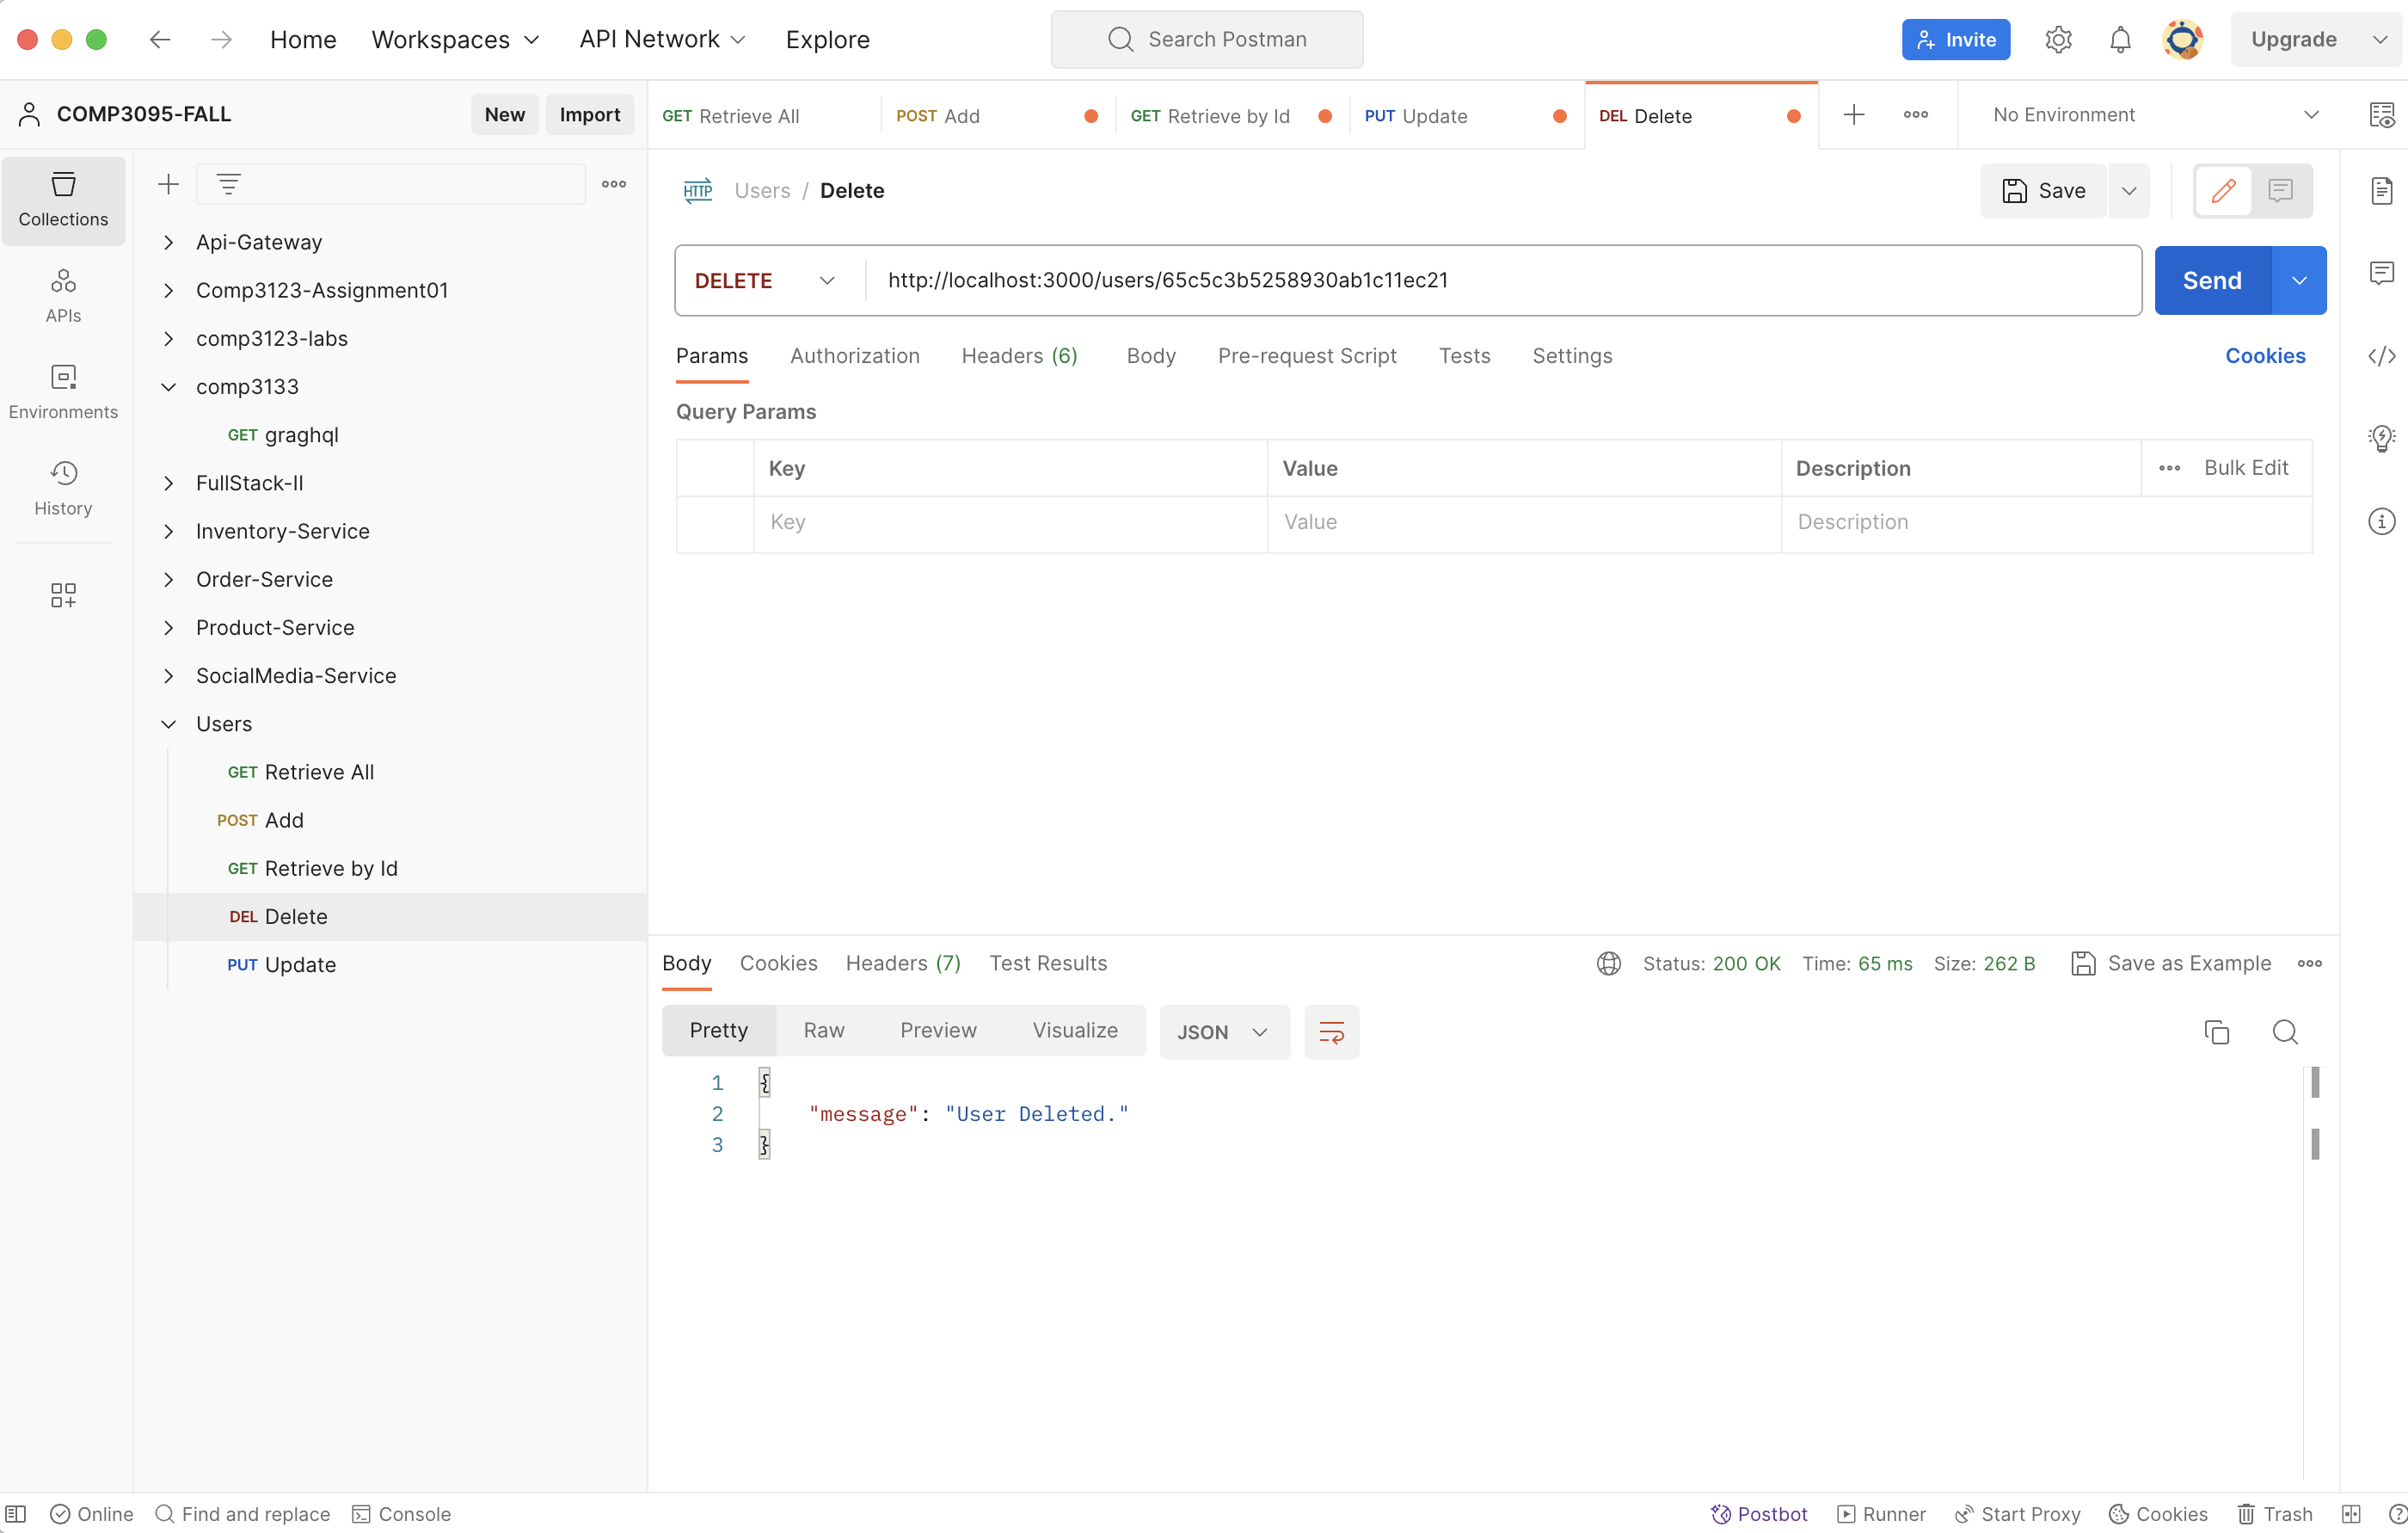 Home Workspaces API Network Explore Search Postman Invite Upgrade
COMP3095-FALL New Import
GET Retrieve All POST Add GET Retrieve by Id PUT Update DEL Delete No Environment
Collections
APIs
Environments
History
Api-Gateway
Comp3123-Assignment01
comp3123-labs
comp3133
GET graghql
FullStack-II
Inventory-Service
Order-Service
Product-Service
SocialMedia-Service
Users
GET Retrieve All
POST Add
GET Retrieve by Id
DEL Delete
PUT Update
HTTP Users / Delete Save
DELETE http://localhost:3000/users/65c5c3b5258930ab1c11ec21 Send
Params Authorization Headers (6) Body Pre-request Script Tests Settings Cookies
Query Params
Key Value Description Bulk Edit
Key Value Description
Body Cookies Headers (7) Test Results Status: 200 OK Time: 65 ms Size: 262 B Save as Example
Pretty Raw Preview Visualize JSON
1 {
2 "message": "User Deleted."
3 }
Online Find and replace Console Postbot Runner Start Proxy Cookies Trash